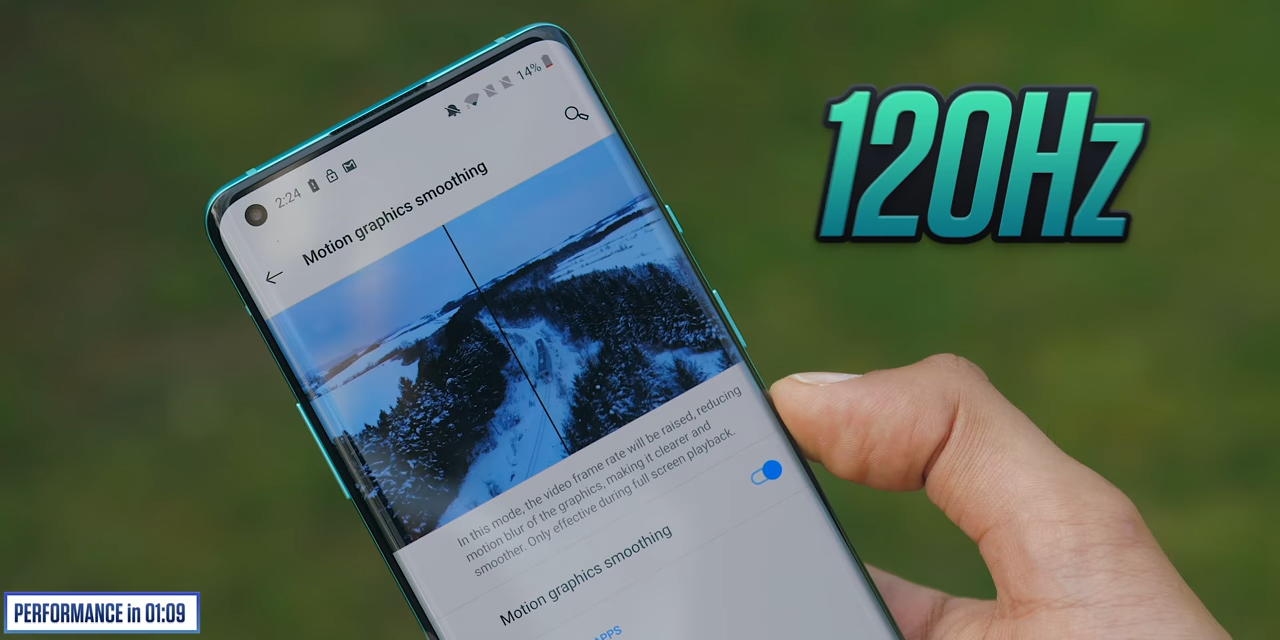 120Hz
14%
2:24
Motion graphics smoothing
In this mode, the video frame rate will be raised, reducing
motion blur of the graphics, making it clearer and
smoother. Only effective during full screen playback.
Motion graphics smoothing
APPS
PERFORMANCE in 01:09